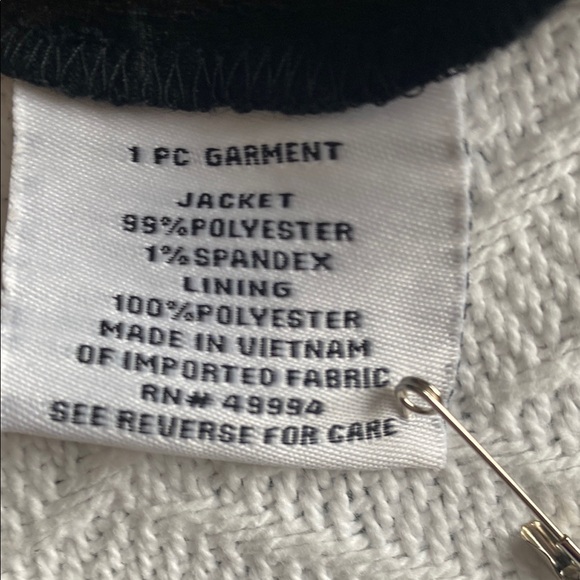 1 PC GARMENT
JACKET
99%POLYESTER
1%SPANDEX
LINING
100%POLYESTER
MADE IN VIETNAM
OF IMPORTED FABRIC
RN# 49994
SEE REVERSE FOR CARE